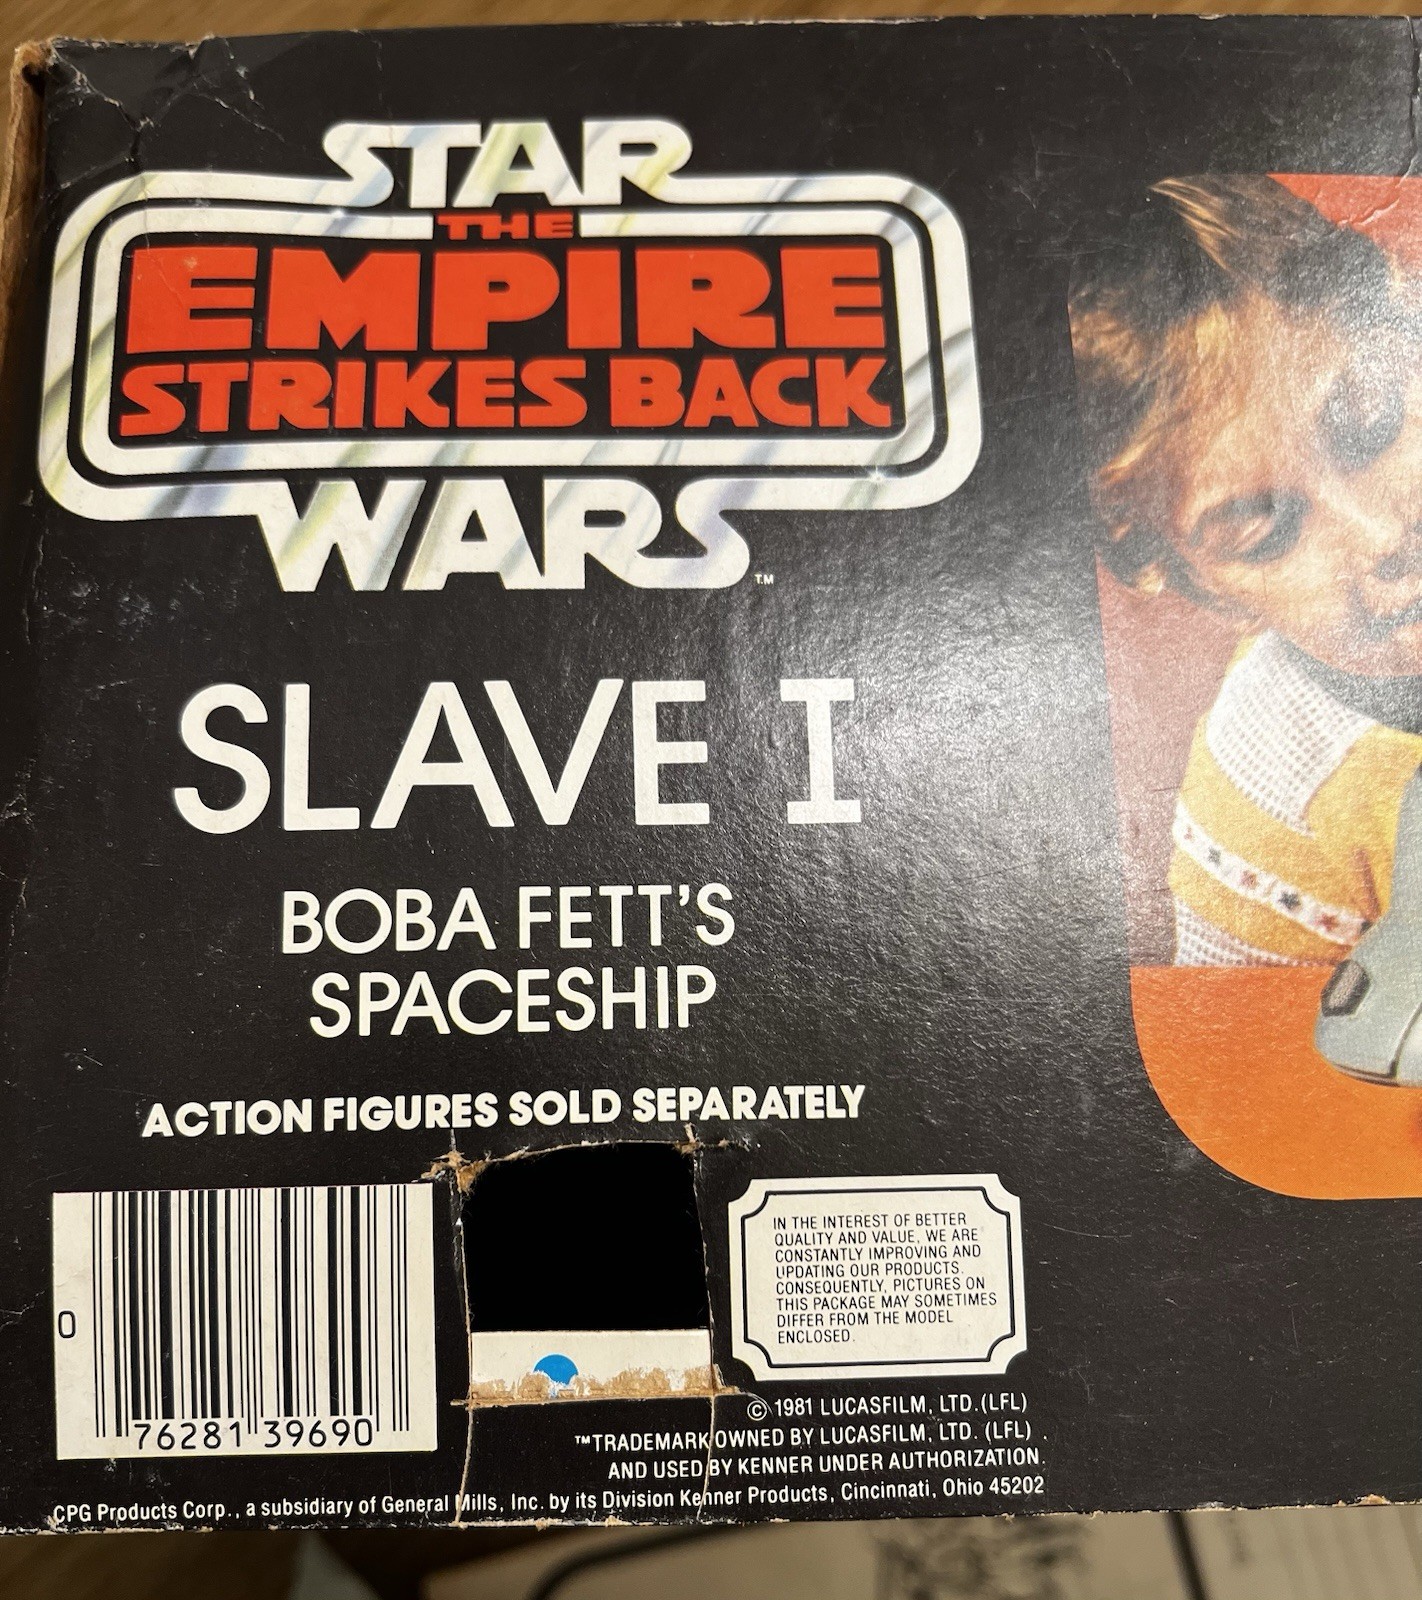 STAR
THE
EMPIRE
STRIKES BACK
WARS
TM
SLAVE I
BOBA FETT'S
SPACESHIP
ACTION FIGURES SOLD SEPARATELY
0
76281 39690
IN THE INTEREST OF BETTER
QUALITY AND VALUE, WE ARE
CONSTANTLY IMPROVING AND
UPDATING OUR PRODUCTS.
CONSEQUENTLY, PICTURES ON
THIS PACKAGE MAY SOMETIMES
DIFFER FROM THE MODEL
ENCLOSED.
© 1981 LUCASFILM, LTD. (LFL)
™TRADEMARK OWNED BY LUCASFILM, LTD. (LFL)
AND USED BY KENNER UNDER AUTHORIZATION.
CPG Products Corp., a subsidiary of General Mills, Inc. by its Division Kenner Products, Cincinnati, Ohio 45202